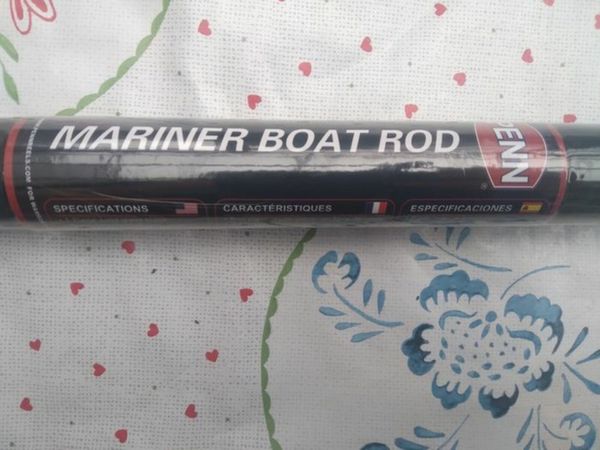 MARINER BOAT ROD
PENN
®
SPECIFICATIONS
CARACTÉRISTIQUES
ESPECIFICACIONES